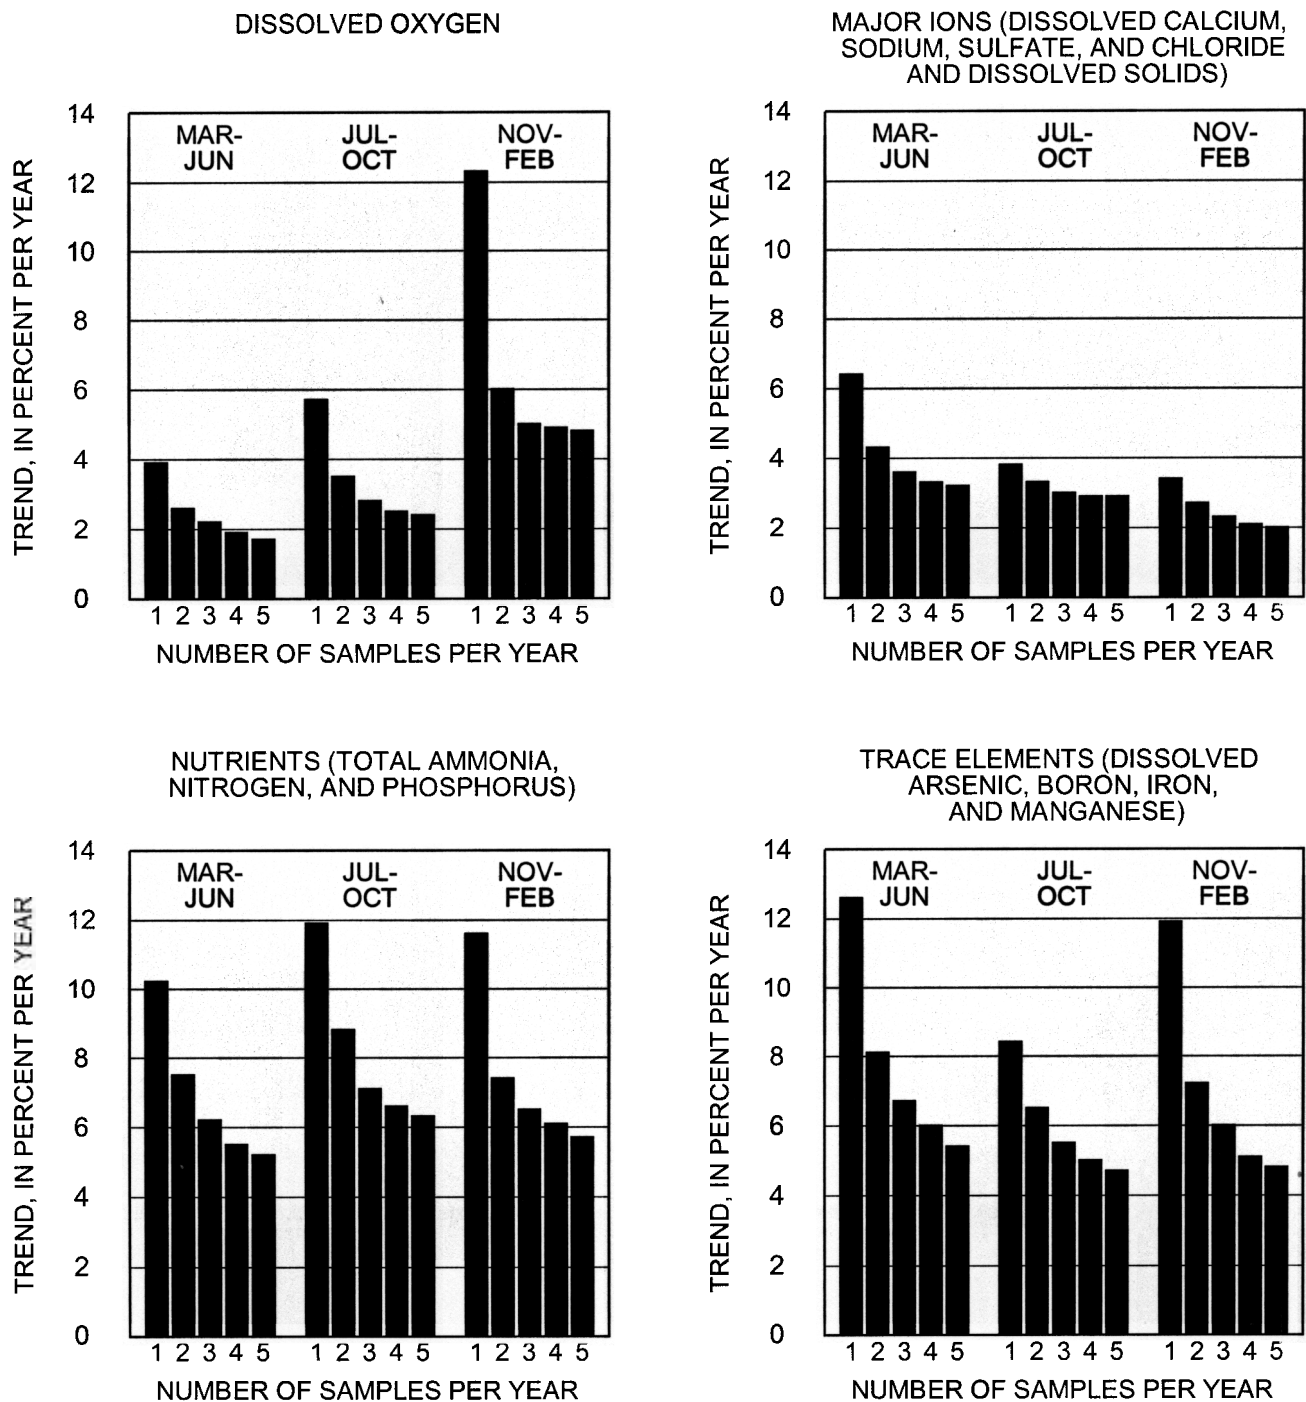 DISSOLVED OXYGEN
14
12
10
8
6
4
2
0
TREND, IN PERCENT PER YEAR
MAR-
JUN
JUL-
OCT
NOV-
FEB
1 2 3 4 5 1 2 3 4 5 1 2 3 4 5
NUMBER OF SAMPLES PER YEAR
MAJOR IONS (DISSOLVED CALCIUM,
SODIUM, SULFATE, AND CHLORIDE
AND DISSOLVED SOLIDS)
14
12
10
8
6
4
2
0
TREND, IN PERCENT PER YEAR
MAR-
JUN
JUL-
OCT
NOV-
FEB
1 2 3 4 5 1 2 3 4 5 1 2 3 4 5
NUMBER OF SAMPLES PER YEAR
NUTRIENTS (TOTAL AMMONIA,
NITROGEN, AND PHOSPHORUS)
14
12
10
8
6
4
2
0
TREND, IN PERCENT PER YEAR
MAR-
JUN
JUL-
OCT
NOV-
FEB
1 2 3 4 5 1 2 3 4 5 1 2 3 4 5
NUMBER OF SAMPLES PER YEAR
TRACE ELEMENTS (DISSOLVED
ARSENIC, BORON, IRON,
AND MANGANESE)
14
12
10
8
6
4
2
0
TREND, IN PERCENT PER YEAR
MAR-
JUN
JUL-
OCT
NOV-
FEB
1 2 3 4 5 1 2 3 4 5 1 2 3 4 5
NUMBER OF SAMPLES PER YEAR